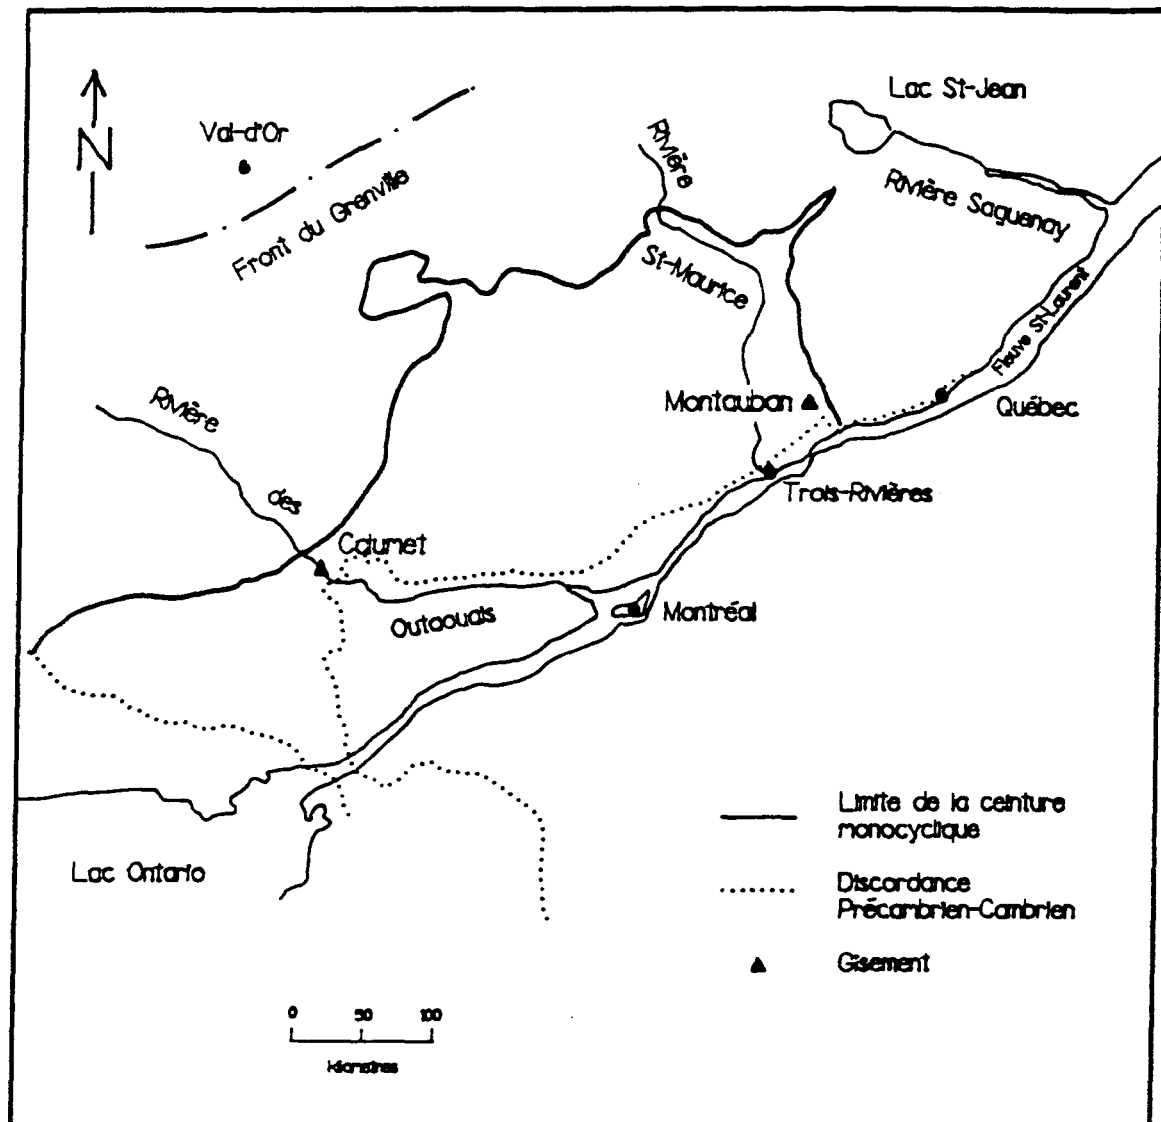 Lac St-Jean
N
Val-d'Or
Rivière
Front du Grenville
Rivière Saguenay
St-Maurice
Fleuve St-Laurent
Rivière
Montauban
Québec
des
Trois-Rivières
Calumet
Outaouais
Montréal
Lac Ontario
Limite de la ceinture
monocyclique
Discordance
Précambrien-Cambrien
Gisement
0 50 100
kilomètres